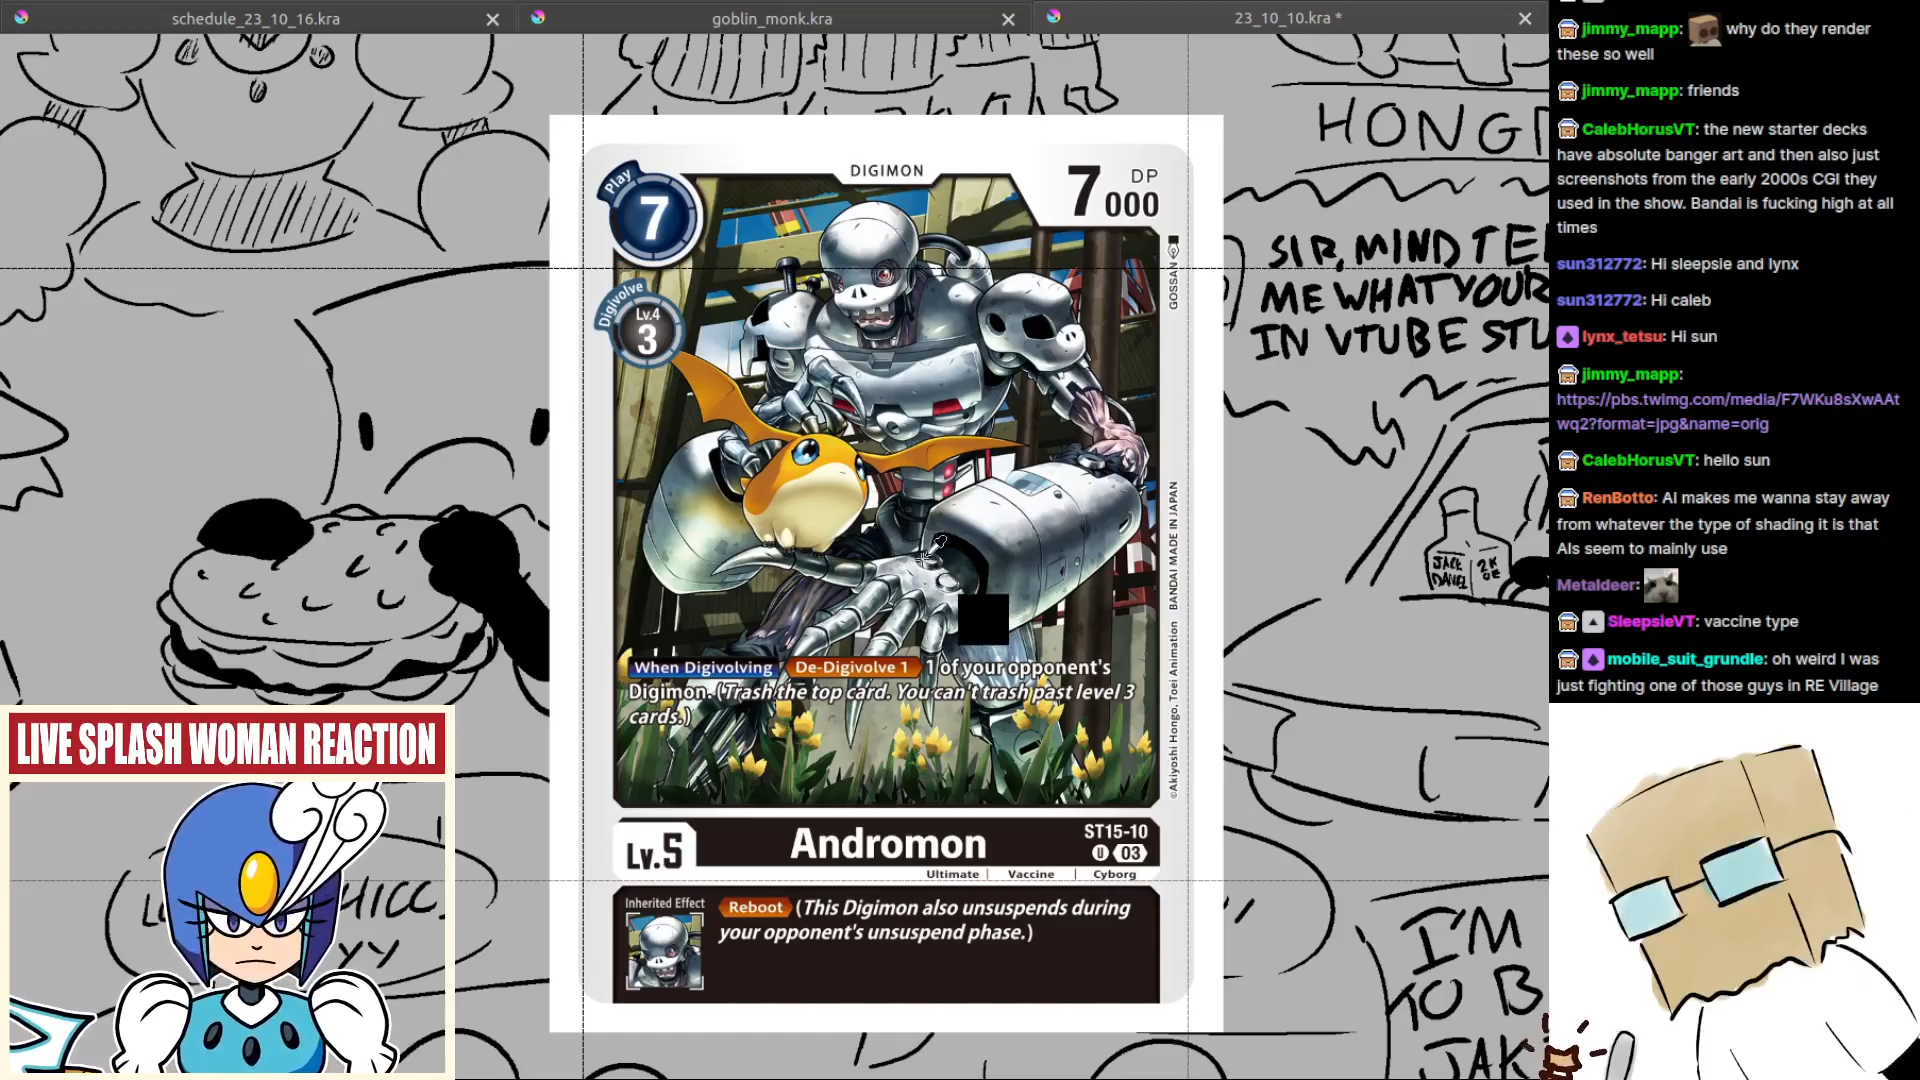 schedule_23_10_16.kra
goblin_monk.kra
23_10_10.kra *
HONG
SIR, MIND TE
ME WHAT YOUR
IN VTUBE STU
JACK
DANIEL
2K
I'M
TO B
JAK
HICC
YY
Play
7
DIGIMON
7000
DP
Digivolve
Lv.4
3
GOSSAN
BANDAI MADE IN JAPAN
©Akiyoshi Hongo, Toei Animation
When Digivolving De-Digivolve 1 1 of your opponent's
Digimon. (Trash the top card. You can't trash past level 3
cards.)
Lv.5
Andromon
ST15-10
U 03
Ultimate | Vaccine | Cyborg
Inherited Effect
Reboot (This Digimon also unsuspends during
your opponent's unsuspend phase.)
LIVE SPLASH WOMAN REACTION
jimmy_mapp: why do they render
these so well
jimmy_mapp: friends
CalebHorusVT: the new starter decks
have absolute banger art and then also just
screenshots from the early 2000s CGI they
used in the show. Bandai is fucking high at all
times
sun312772: Hi sleepsie and lynx
sun312772: Hi caleb
lynx_tetsu: Hi sun
jimmy_mapp:
https://pbs.twimg.com/media/F7WKu8sXwAAt
wq2?format=jpg&name=orig
CalebHorusVT: hello sun
RenBotto: AI makes me wanna stay away
from whatever the type of shading it is that
AIs seem to mainly use
Metaldeer:
SleepsieVT: vaccine type
mobile_suit_grundle: oh weird I was
just fighting one of those guys in RE Village